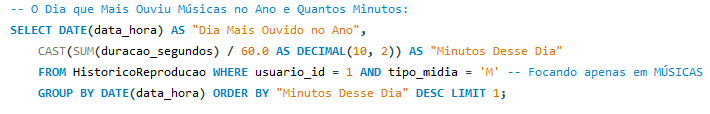 -- O Dia que Mais Ouviu Músicas no Ano e Quantos Minutos:
SELECT DATE(data_hora) AS "Dia Mais Ouvido no Ano",
    CAST(SUM(duracao_segundos) / 60.0 AS DECIMAL(10, 2)) AS "Minutos Desse Dia"
    FROM HistoricoReproducao WHERE usuario_id = 1 AND tipo_midia = 'M' -- Focando apenas em MÚSICAS
    GROUP BY DATE(data_hora) ORDER BY "Minutos Desse Dia" DESC LIMIT 1;